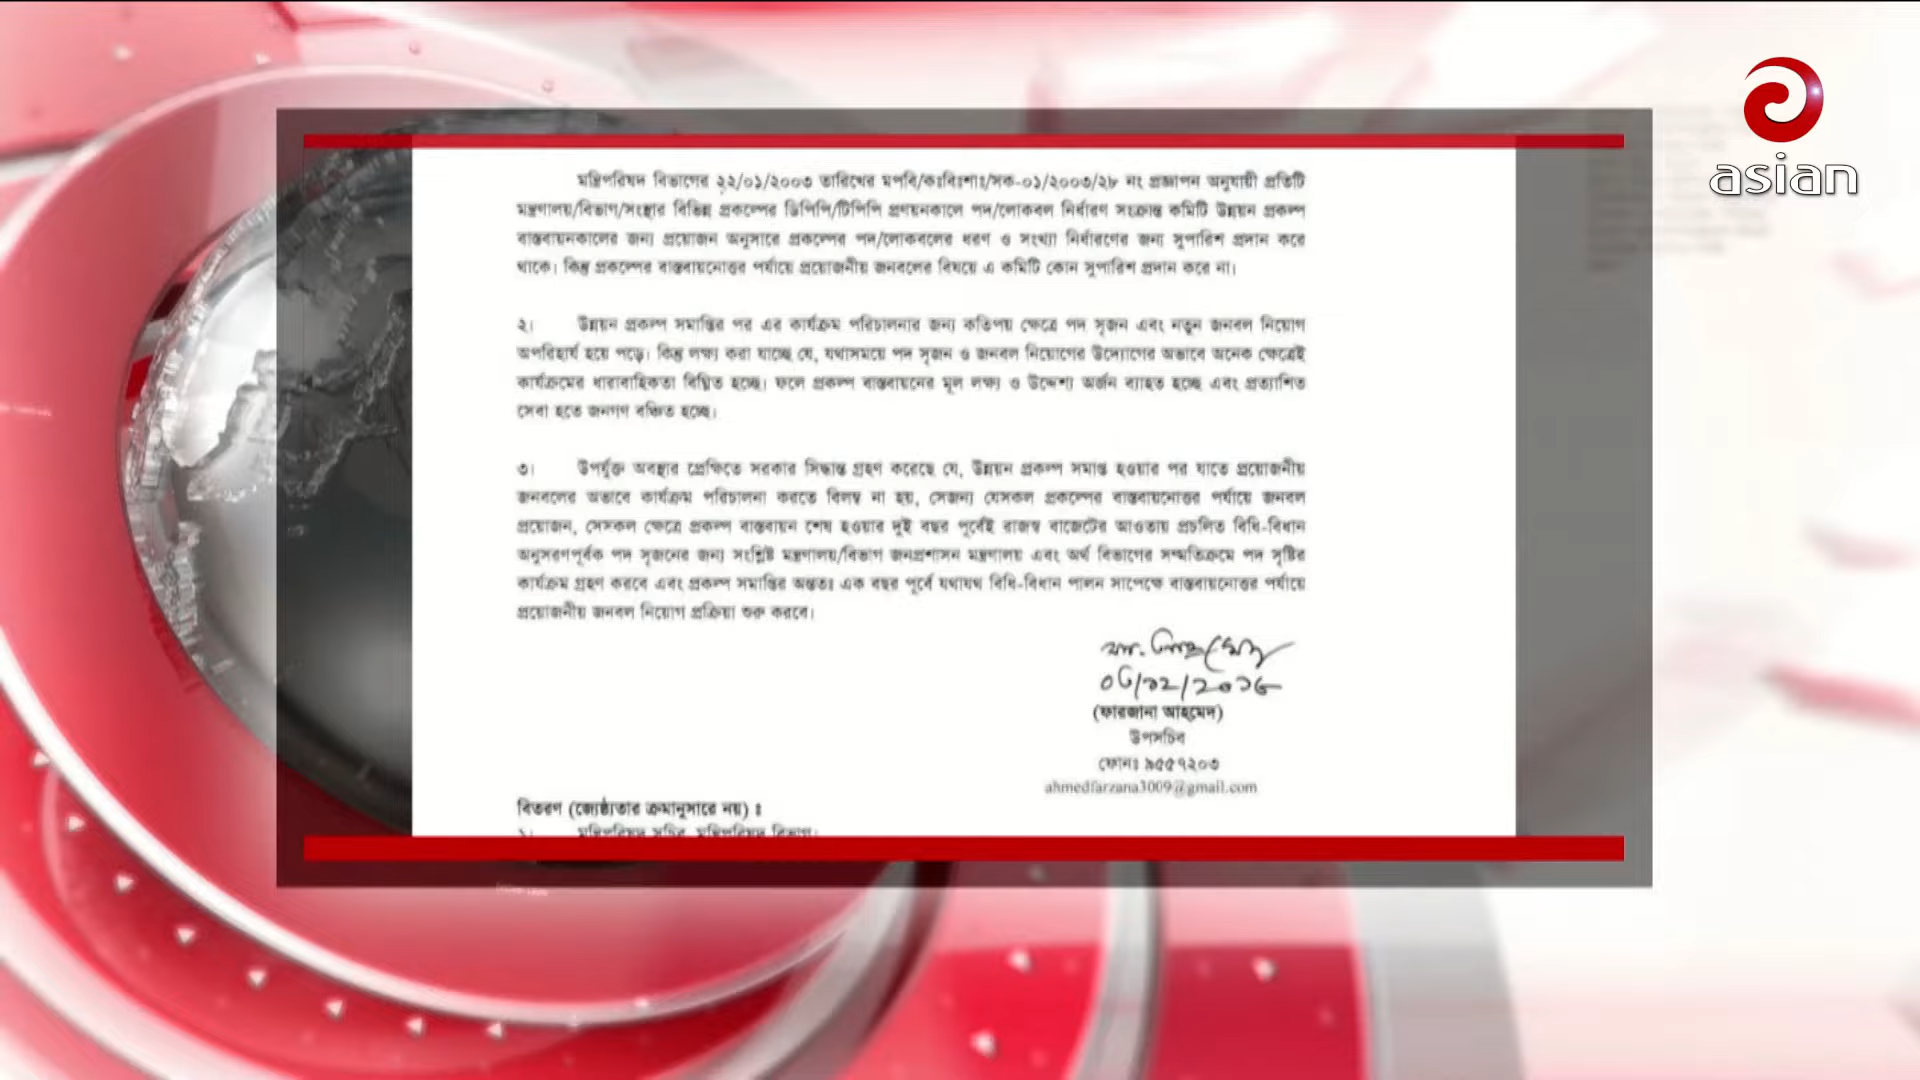 asian
মন্ত্রিপরিষদ বিভাগের ২২/০১/২০০৩ তারিখের মপবি/কঃবিঃশাঃ/সক-০১/২০০৩/২৮ নং প্রজ্ঞাপন অনুযায়ী প্রতিটি
মন্ত্রণালয়/বিভাগ/সংস্থার বিভিন্ন প্রকল্পের ডিপিপি/টিপিপি প্রণয়নকালে পদ/লোকবল নির্ধারণ সংক্রান্ত কমিটি উন্নয়ন প্রকল্প
বাস্তবায়নকালের জন্য প্রয়োজন অনুসারে প্রকল্পের পদ/লোকবলের ধরণ ও সংখ্যা নির্ধারণের জন্য সুপারিশ প্রদান করে
থাকে। কিন্তু প্রকল্পের বাস্তবায়নোত্তর পর্যায়ে প্রয়োজনীয় জনবলের বিষয়ে এ কমিটি কোন সুপারিশ প্রদান করে না।
২। উন্নয়ন প্রকল্প সমাপ্তির পর এর কার্যক্রম পরিচালনার জন্য কতিপয় ক্ষেত্রে পদ সৃজন এবং নতুন জনবল নিয়োগ
অপরিহার্য হয়ে পড়ে। কিন্তু লক্ষ্য করা যাচ্ছে যে, যথাসময়ে পদ সৃজন ও জনবল নিয়োগের উদ্যোগের অভাবে অনেক ক্ষেত্রেই
কার্যক্রমের ধারাবাহিকতা বিঘ্নিত হচ্ছে। ফলে প্রকল্প বাস্তবায়নের মূল লক্ষ্য ও উদ্দেশ্য অর্জন ব্যাহত হচ্ছে এবং প্রত্যাশিত
সেবা হতে জনগণ বঞ্চিত হচ্ছে।
৩। উপর্যুক্ত অবস্থার প্রেক্ষিতে সরকার সিদ্ধান্ত গ্রহণ করেছে যে, উন্নয়ন প্রকল্প সমাপ্ত হওয়ার পর যাতে প্রয়োজনীয়
জনবলের অভাবে কার্যক্রম পরিচালনা করতে বিলম্ব না হয়, সেজন্য যেসকল প্রকল্পের বাস্তবায়নোত্তর পর্যায়ে জনবল
প্রয়োজন, সেসকল ক্ষেত্রে প্রকল্প বাস্তবায়ন শেষ হওয়ার দুই বছর পূর্বেই রাজস্ব বাজেটের আওতায় প্রচলিত বিধি-বিধান
অনুসরণপূর্বক পদ সৃজনের জন্য সংশ্লিষ্ট মন্ত্রণালয়/বিভাগ জনপ্রশাসন মন্ত্রণালয় এবং অর্থ বিভাগের সম্মতিক্রমে পদ সৃষ্টির
কার্যক্রম গ্রহণ করবে এবং প্রকল্প সমাপ্তির অন্ততঃ এক বছর পূর্বে যথাযথ বিধি-বিধান পালন সাপেক্ষে বাস্তবায়নোত্তর পর্যায়ে
প্রয়োজনীয় জনবল নিয়োগ প্রক্রিয়া শুরু করবে।
(ফারজানা আহমেদ)
উপসচিব
ফোনঃ ৯৫৫৭২০৩
ahmedfarzana3009@gmail.com
বিতরণ (জ্যেষ্ঠতার ক্রমানুসারে নয়) ঃ
১। মন্ত্রিপরিষদ সচিব, মন্ত্রিপরিষদ বিভাগ।